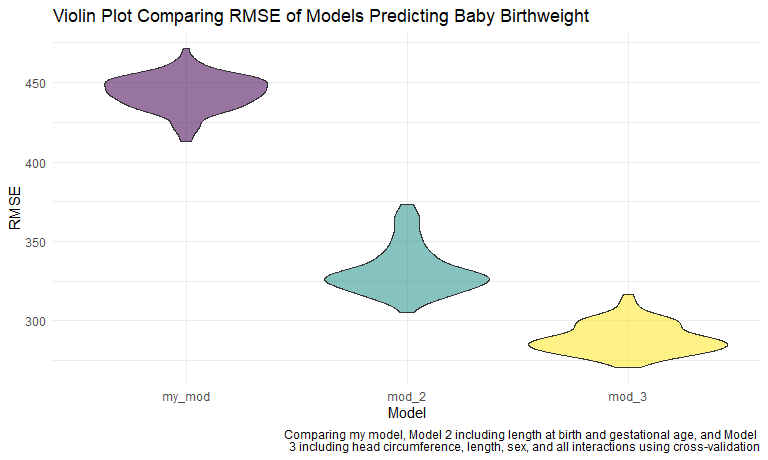 Violin Plot Comparing RMSE of Models Predicting Baby Birthweight
450
400
350
300
RMSE
my_mod
mod_2
mod_3
Model
Comparing my model, Model 2 including length at birth and gestational age, and Model
3 including head circumference, length, sex, and all interactions using cross-validation